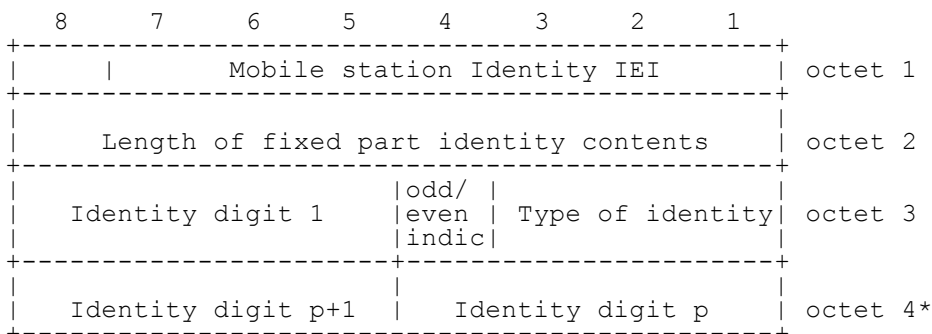 8 7 6 5 4 3 2 1
Mobile station Identity IEI octet 1
Length of fixed part identity contents octet 2
odd/
Identity digit 1 even Type of identity octet 3
indic
Identity digit p+1 Identity digit p octet 4*